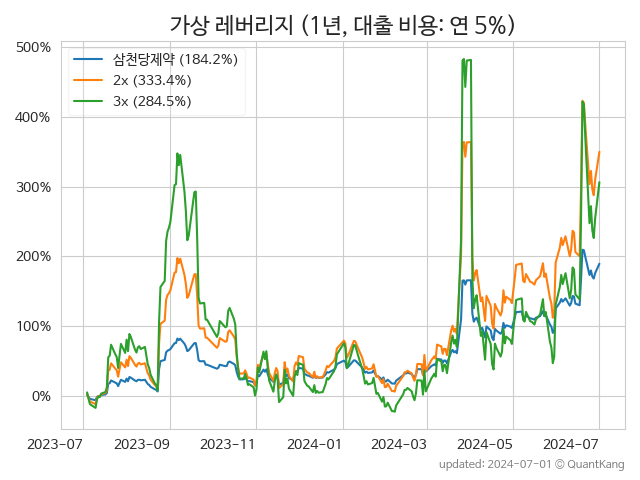 가상 레버리지 (1년, 대출 비용: 연 5%)
삼천당제약 (184.2%)
2x (333.4%)
3x (284.5%)
500%
400%
300%
200%
100%
0%
2023-07 2023-09 2023-11 2024-01 2024-03 2024-05 2024-07
updated: 2024-07-01 © QuantKang